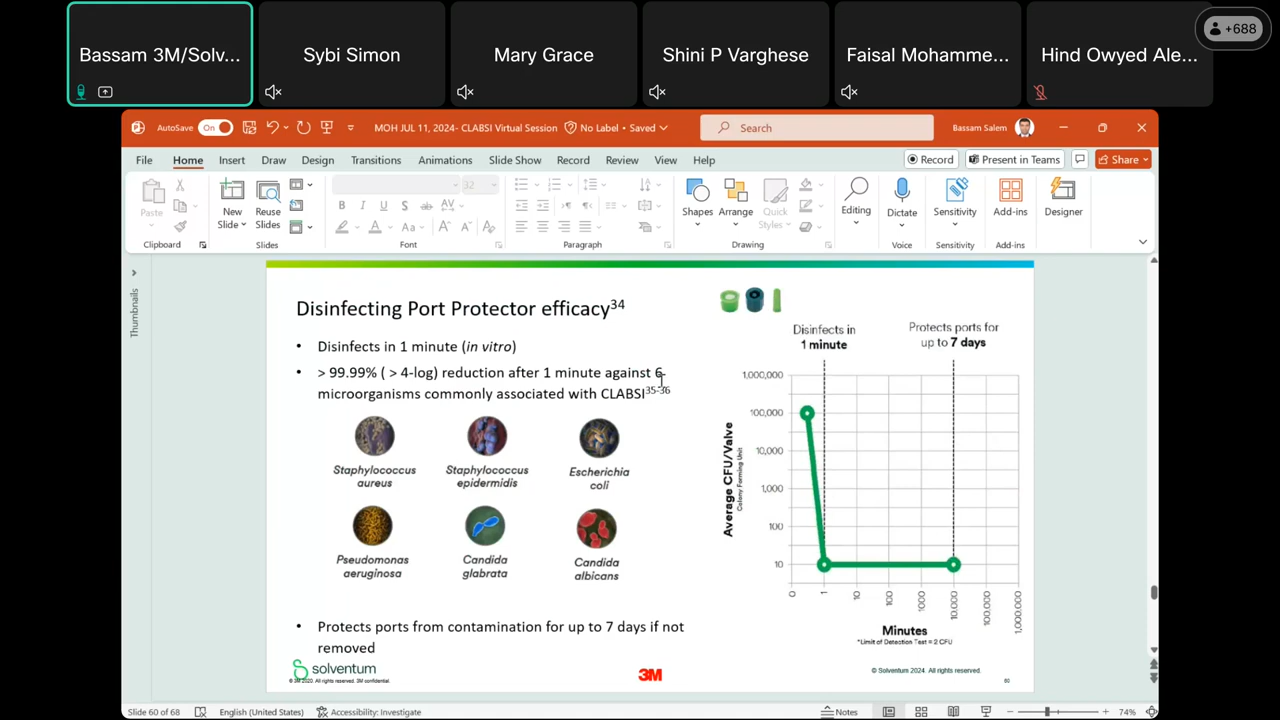 Bassam 3M/Solv...
Sybi Simon
Mary Grace
Shini P Varghese
Faisal Mohamme...
Hind Owyed Ale...
+688
AutoSave On
MOH JUL 11, 2024- CLABSI Virtual Session
No Label • Saved
Search
Bassam Salem
File Home Insert Draw Design Transitions Animations Slide Show Record Review View Help
Record
Present in Teams
Share
Paste
New Slide
Reuse Slides
32
Shapes
Arrange
Quick Styles
Editing
Dictate
Sensitivity
Add-ins
Designer
Clipboard
Slides
Font
Paragraph
Drawing
Voice
Sensitivity
Add-ins
Thumbnails
Disinfecting Port Protector efficacy34
• Disinfects in 1 minute (in vitro)
• > 99.99% ( > 4-log) reduction after 1 minute against 6
microorganisms commonly associated with CLABSI35-36
Staphylococcus
aureus
Staphylococcus
epidermidis
Escherichia
coli
Pseudomonas
aeruginosa
Candida
glabrata
Candida
albicans
• Protects ports from contamination for up to 7 days if not
removed
Disinfects in
1 minute
Protects ports for
up to 7 days
Average CFU/Valve
Colony Forming Unit
1,000,000
100,000
10,000
1,000
100
10
0 1 10 100 1000 10,000 100,000 1,000,000
Minutes
*Limit of Detection Test = 2 CFU
solventum
© 3M 2020. All rights reserved. 3M confidential.
3M
© Solventum 2024. All rights reserved.
60
Slide 60 of 68
English (United States)
Accessibility: Investigate
Notes
74%